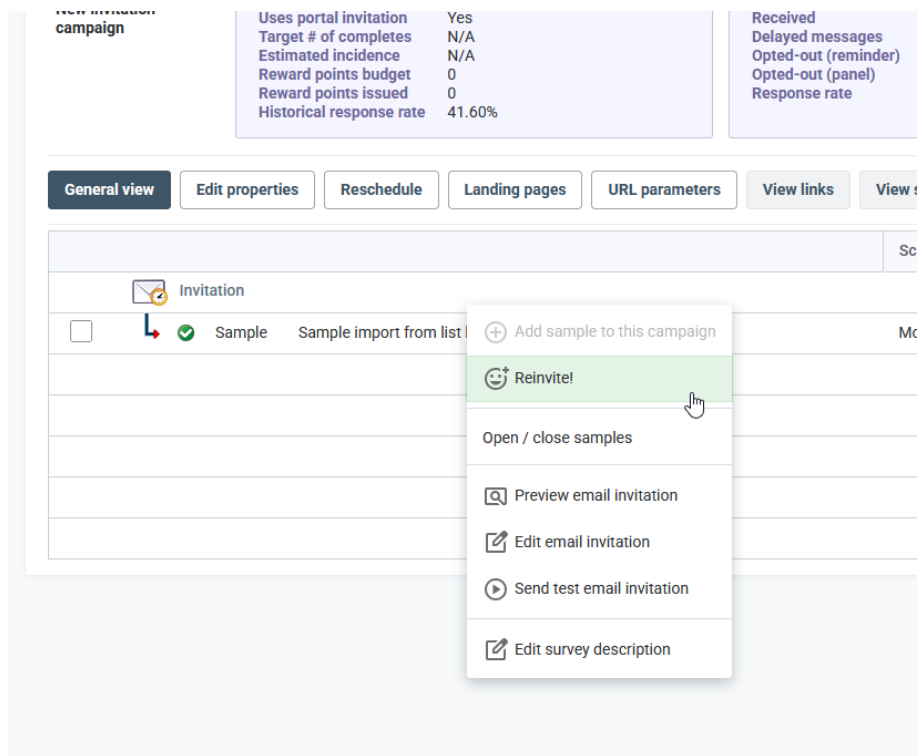 New invitation
campaign
Uses portal invitation Yes
Target # of completes N/A
Estimated incidence N/A
Reward points budget 0
Reward points issued 0
Historical response rate 41.60%
Received
Delayed messages
Opted-out (reminder)
Opted-out (panel)
Response rate
General view Edit properties Reschedule Landing pages URL parameters View links View
Invitation
Sample Sample import from list
Add sample to this campaign
Reinvite!
Open / close samples
Preview email invitation
Edit email invitation
Send test email invitation
Edit survey description